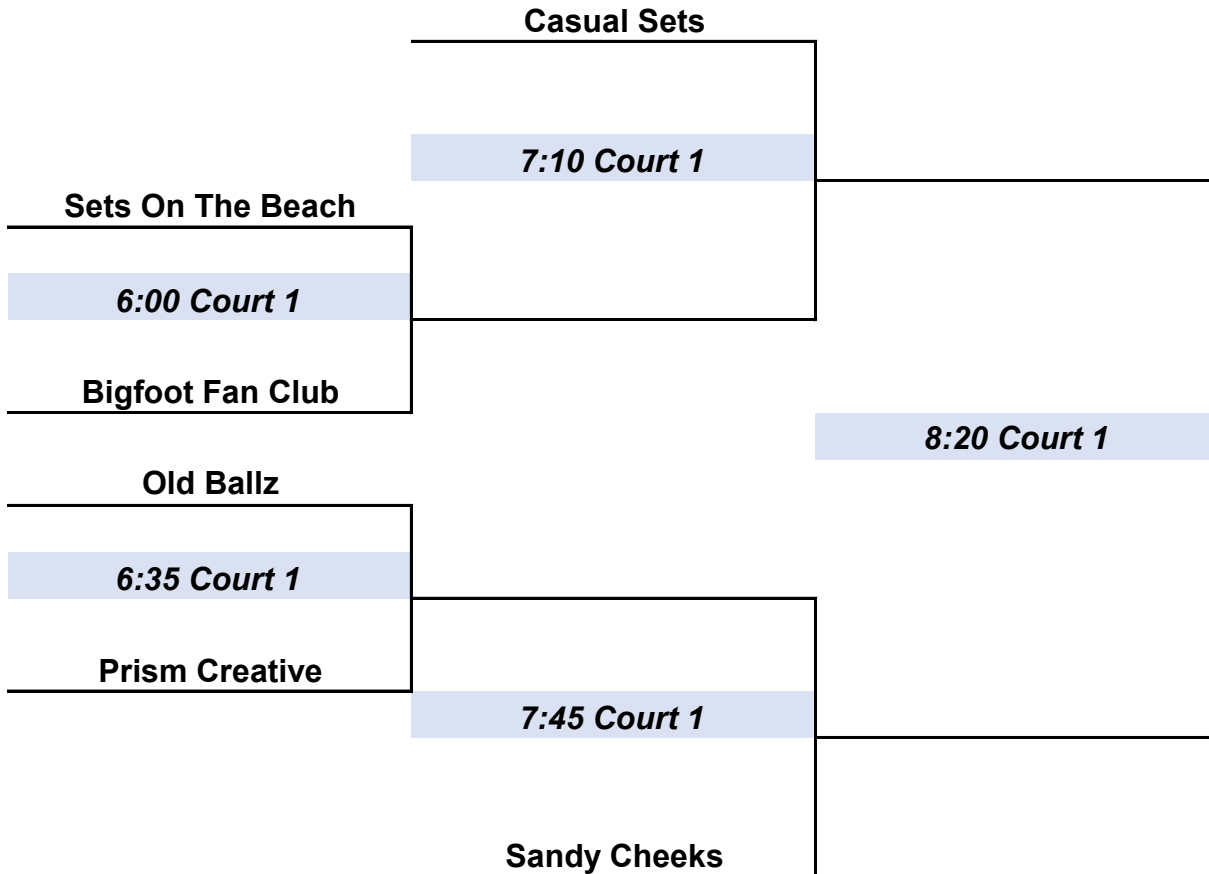 Casual Sets
7:10 Court 1
Sets On The Beach
6:00 Court 1
Bigfoot Fan Club
8:20 Court 1
Old Ballz
6:35 Court 1
Prism Creative
7:45 Court 1
Sandy Cheeks